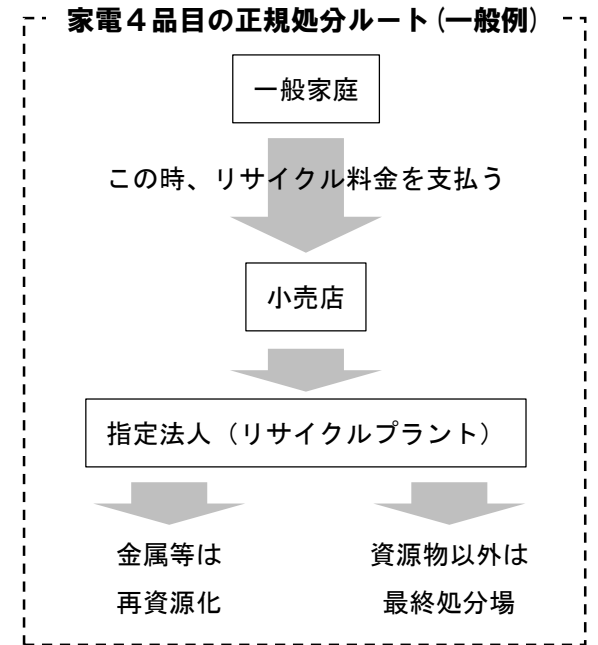 家電４品目の正規処分ルート(一般例)
一般家庭
この時、リサイクル料金を支払う
小売店
指定法人（リサイクルプラント）
金属等は
再資源化
資源物以外は
最終処分場